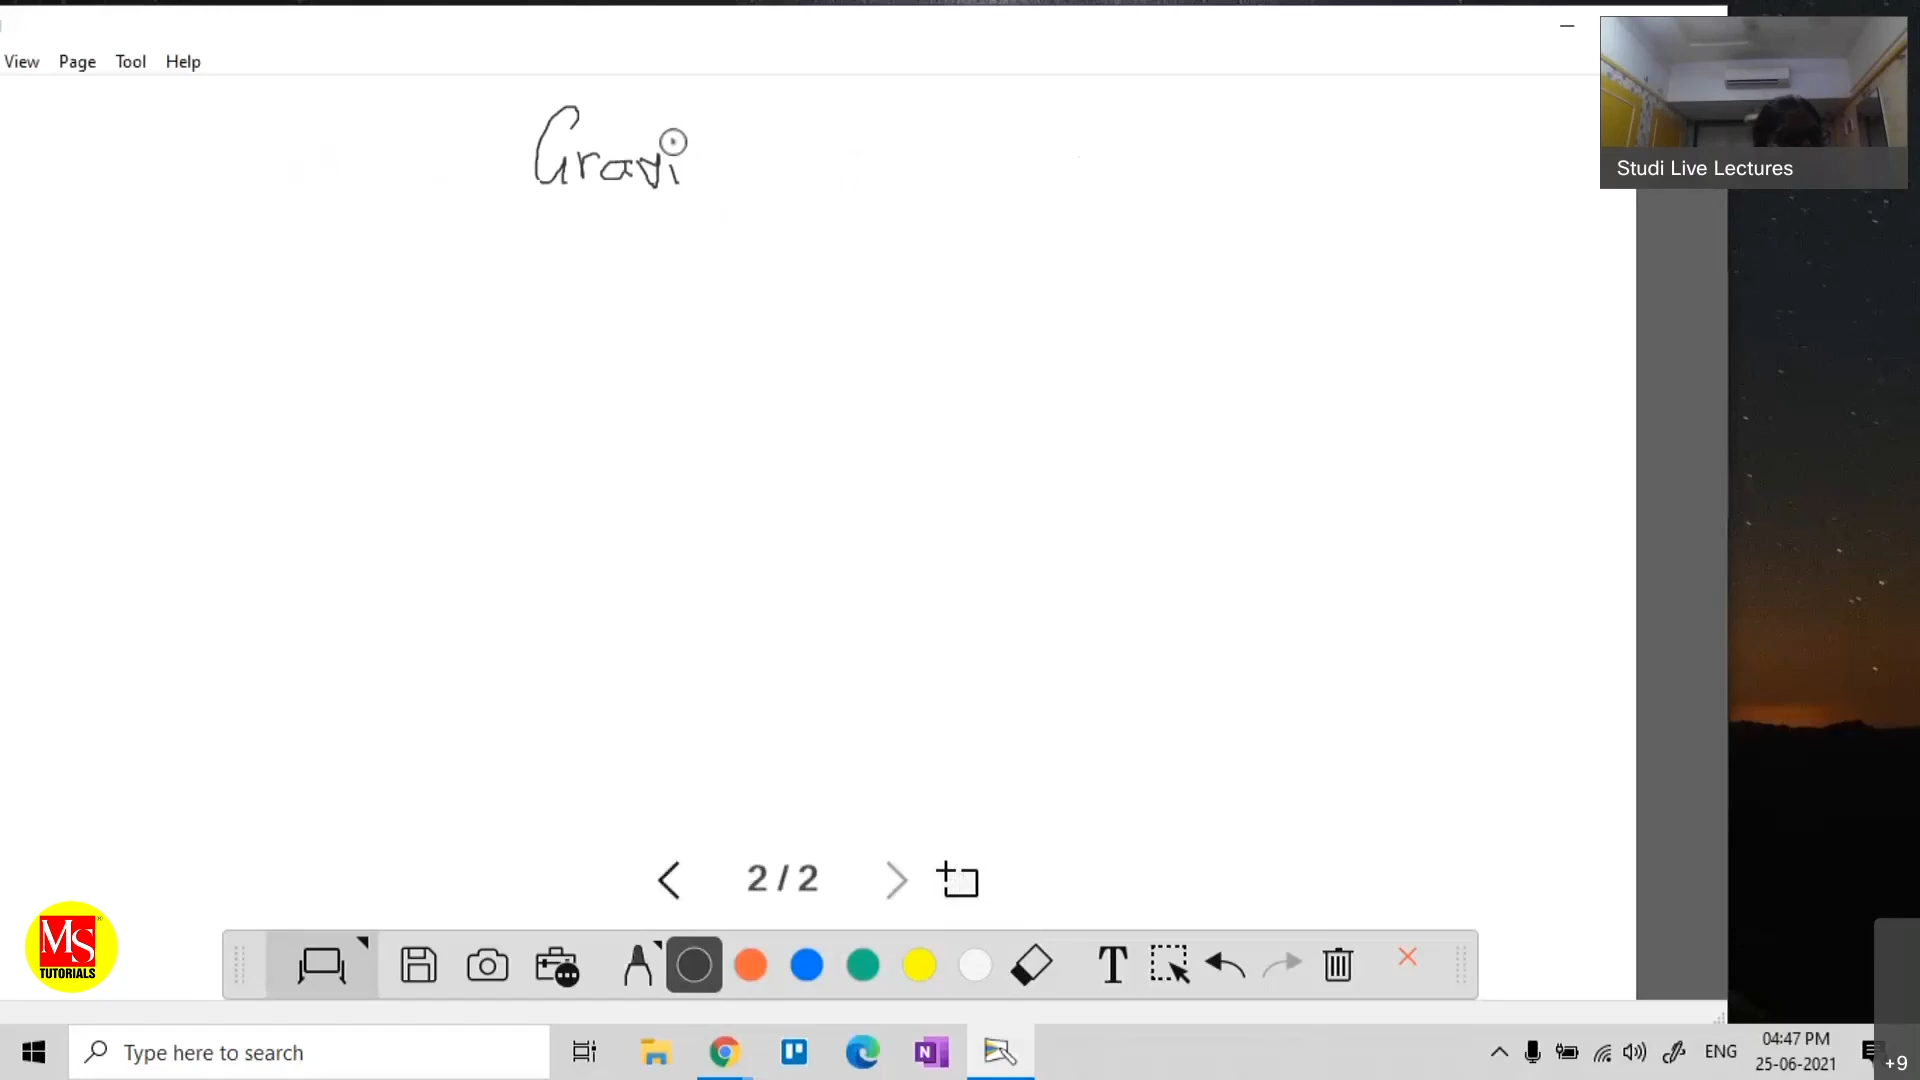 View Page Tool Help
Gravi
Studi Live Lectures
2 / 2
MS
TUTORIALS
T
Type here to search
N
ENG
04:47 PM
25-06-2021
+9